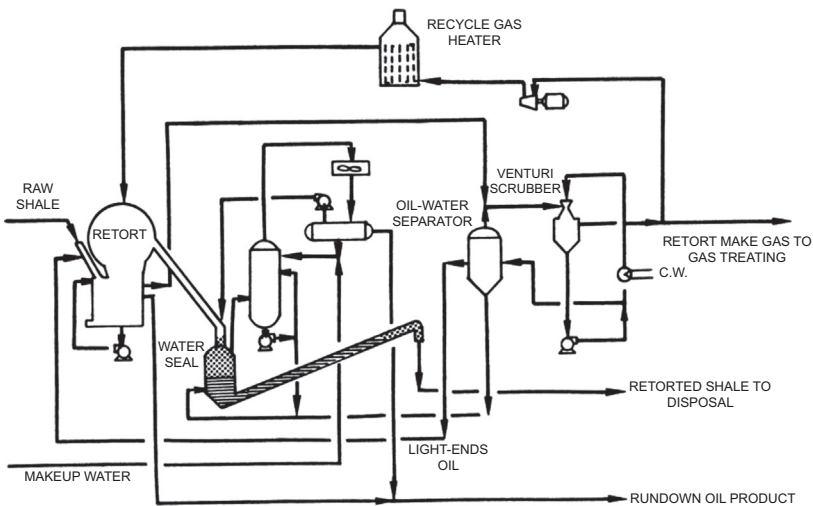 RECYCLE GAS
HEATER
VENTURI
SCRUBBER
OIL-WATER
SEPARATOR
RAW
SHALE
RETORT
RETORT MAKE GAS TO
GAS TREATING
C.W.
WATER
SEAL
RETORTED SHALE TO
DISPOSAL
LIGHT-ENDS
OIL
MAKEUP WATER
RUNDOWN OIL PRODUCT